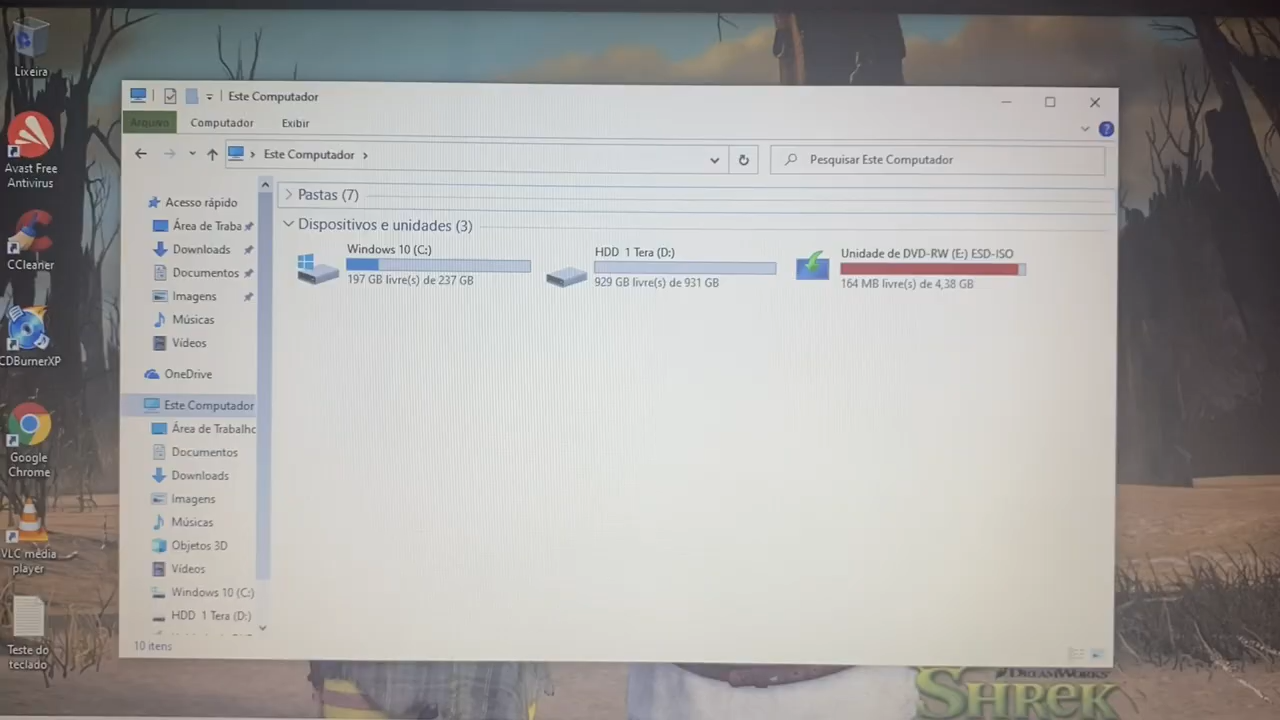 Lixeira
Avast Free
Antivirus
CCleaner
CDBurnerXP
Google
Chrome
VLC media
player
Teste do
teclado
Este Computador
Arquivo
Computador
Exibir
Este Computador
Pesquisar Este Computador
Acesso rápido
Área de Traba
Downloads
Documentos
Imagens
Músicas
Vídeos
OneDrive
Este Computador
Área de Trabalho
Documentos
Downloads
Imagens
Músicas
Objetos 3D
Vídeos
Windows 10 (C:)
HDD 1 Tera (D:)
10 itens
Pastas (7)
Dispositivos e unidades (3)
Windows 10 (C:)
197 GB livre(s) de 237 GB
HDD 1 Tera (D:)
929 GB livre(s) de 931 GB
Unidade de DVD-RW (E:) ESD-ISO
164 MB livre(s) de 4,38 GB
DREAMWORKS
SHREK